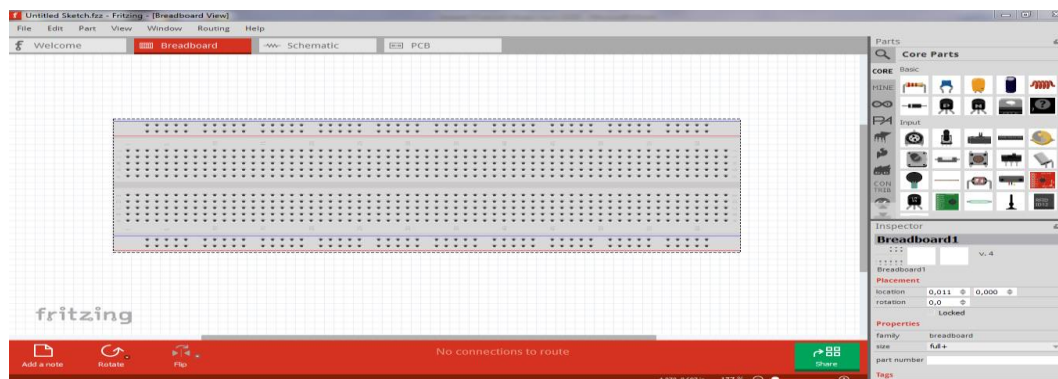 Untitled Sketch.fzz - Fritzing - [Breadboard View]
File Edit Part View Window Routing Help
Welcome Breadboard Schematic PCB
Parts
Core Parts
CORE Basic
MINE
Input
CON
TRIB
Inspector
Breadboard1
v. 4
Breadboard1
Placement
location 0,011 0,000
rotation 0,0
Locked
Properties
family breadboard
size full+
part number
Tags
fritzing
No connections to route
Add a note Rotate Flip Share